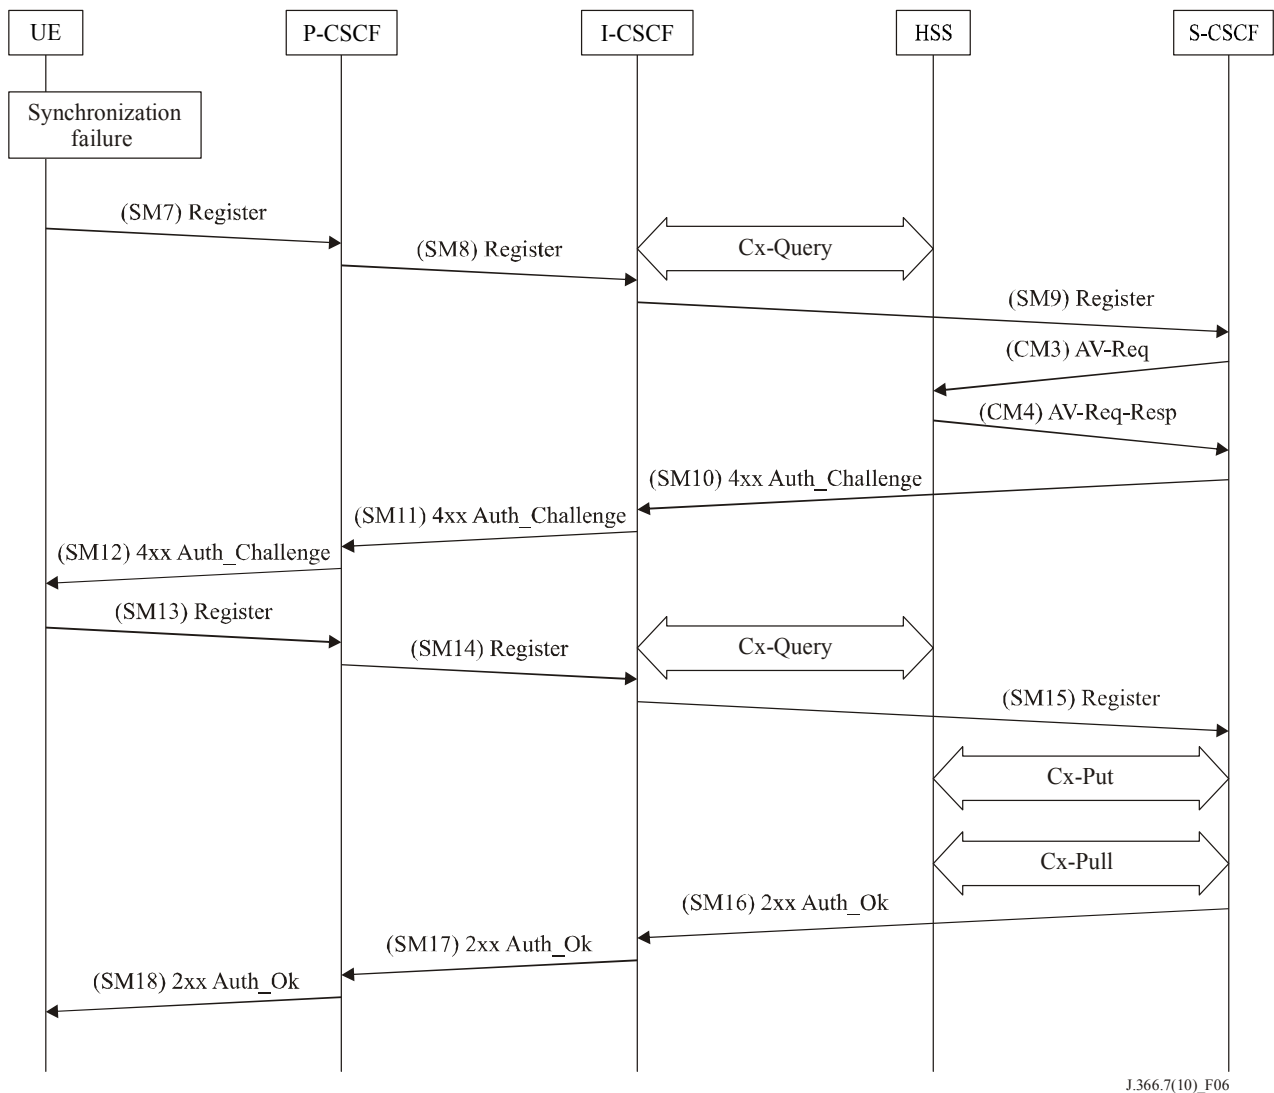 UE
P-CSCF
I-CSCF
HSS
S-CSCF
Synchronization
failure
(SM7) Register
(SM8) Register
Cx-Query
(SM9) Register
(CM3) AV-Req
(CM4) AV-Req-Resp
(SM10) 4xx Auth_Challenge
(SM11) 4xx Auth_Challenge
(SM12) 4xx Auth_Challenge
(SM13) Register
(SM14) Register
Cx-Query
(SM15) Register
Cx-Put
Cx-Pull
(SM16) 2xx Auth_Ok
(SM17) 2xx Auth_Ok
(SM18) 2xx Auth_Ok
J.366.7(10)_F06